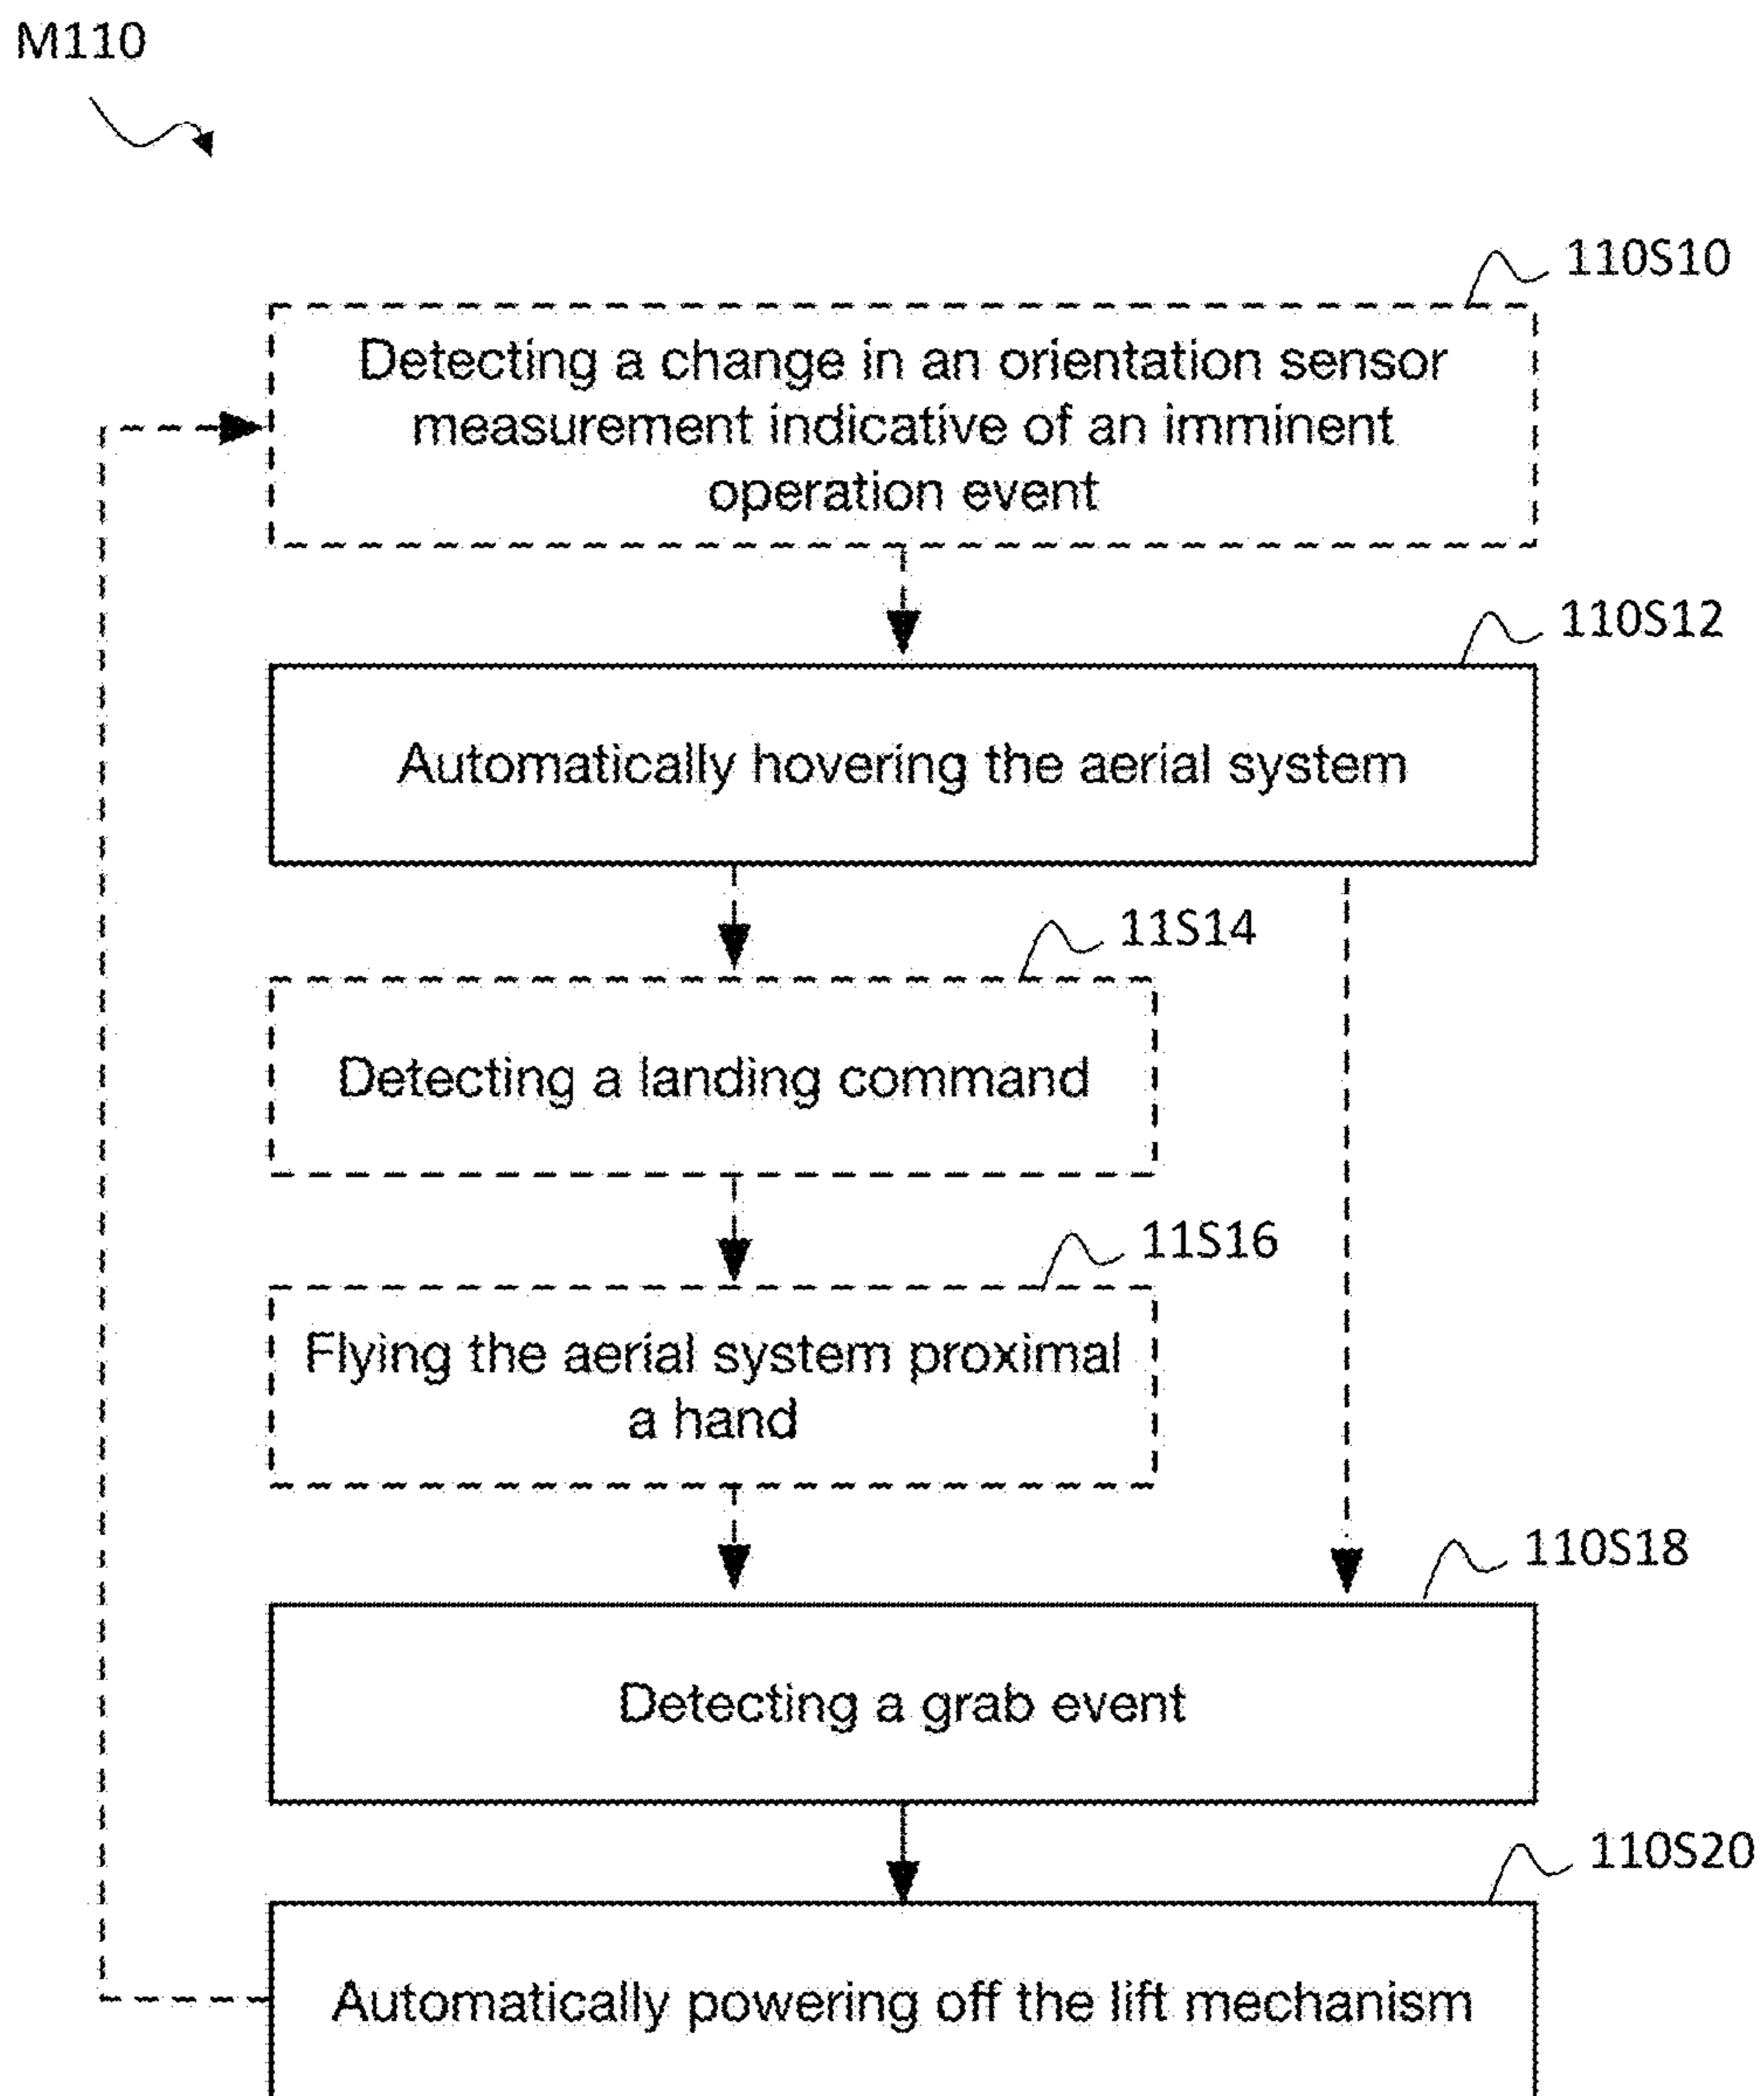 M110
110S10
Detecting a change in an orientation sensor
measurement indicative of an imminent
operation event
110S12
Automatically hovering the aerial system
11S14
Detecting a landing command
11S16
Flying the aerial system proximal
a hand
110S18
Detecting a grab event
110S20
Automatically powering off the lift mechanism